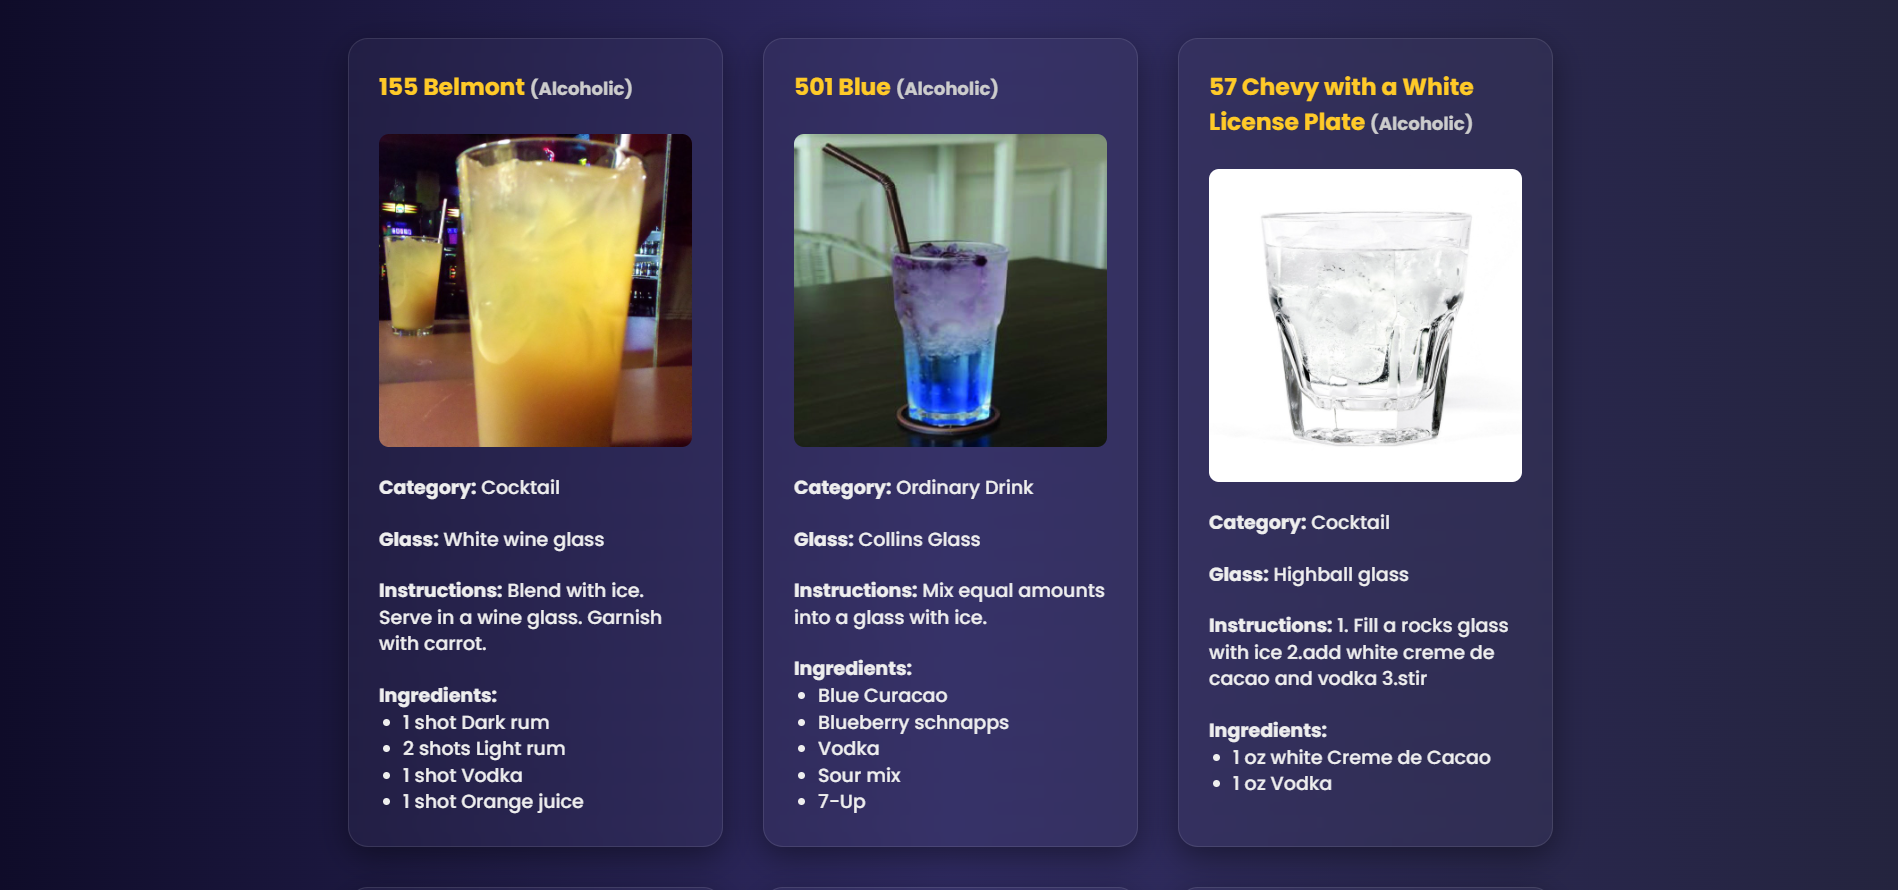 155 Belmont (Alcoholic)
Category: Cocktail
Glass: White wine glass
Instructions: Blend with ice.
Serve in a wine glass. Garnish
with carrot.
Ingredients:
• 1 shot Dark rum
• 2 shots Light rum
• 1 shot Vodka
• 1 shot Orange juice
501 Blue (Alcoholic)
Category: Ordinary Drink
Glass: Collins Glass
Instructions: Mix equal amounts
into a glass with ice.
Ingredients:
• Blue Curacao
• Blueberry schnapps
• Vodka
• Sour mix
• 7-Up
57 Chevy with a White
License Plate (Alcoholic)
Category: Cocktail
Glass: Highball glass
Instructions: 1. Fill a rocks glass
with ice 2.add white creme de
cacao and vodka 3.stir
Ingredients:
• 1 oz white Creme de Cacao
• 1 oz Vodka